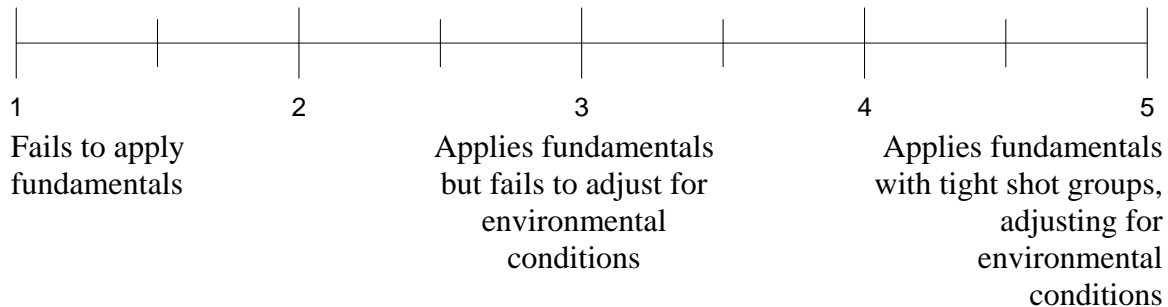 1 2 3 4 5
Fails to apply
fundamentals
Applies fundamentals
but fails to adjust for
environmental
conditions
Applies fundamentals
with tight shot groups,
adjusting for
environmental
conditions